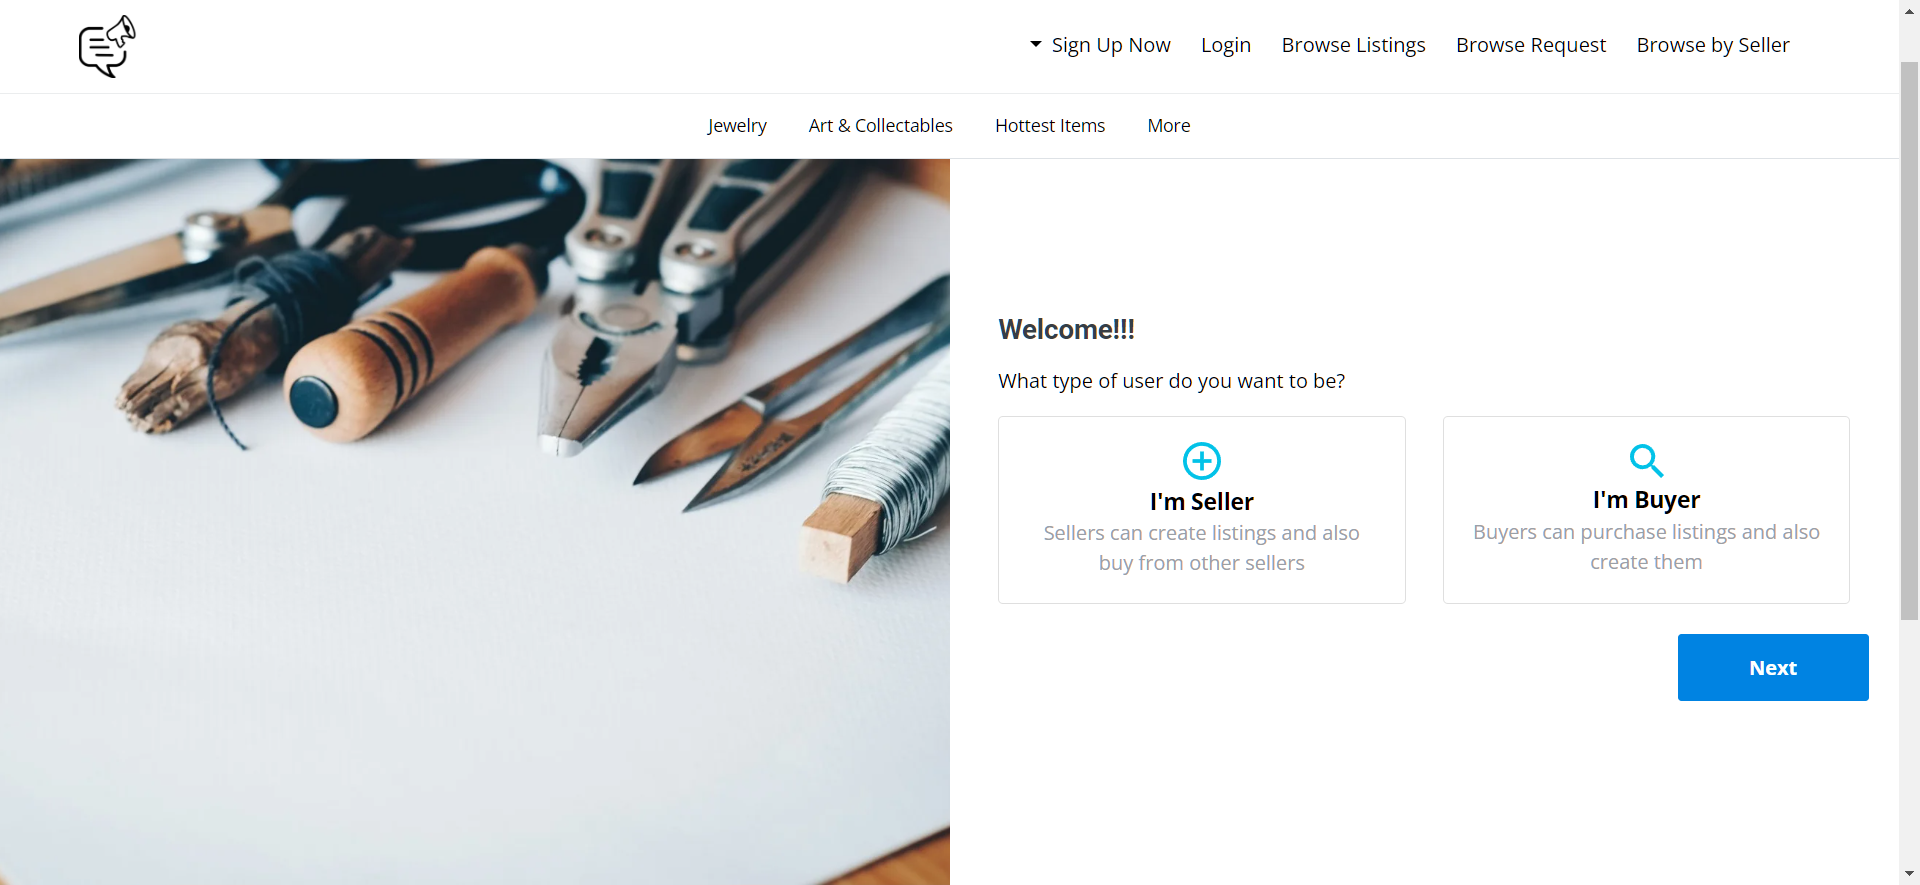 Sign Up Now Login Browse Listings Browse Request Browse by Seller
Jewelry Art & Collectables Hottest Items More
Welcome!!!
What type of user do you want to be?
I'm Seller
Sellers can create listings and also
buy from other sellers
I'm Buyer
Buyers can purchase listings and also
create them
Next